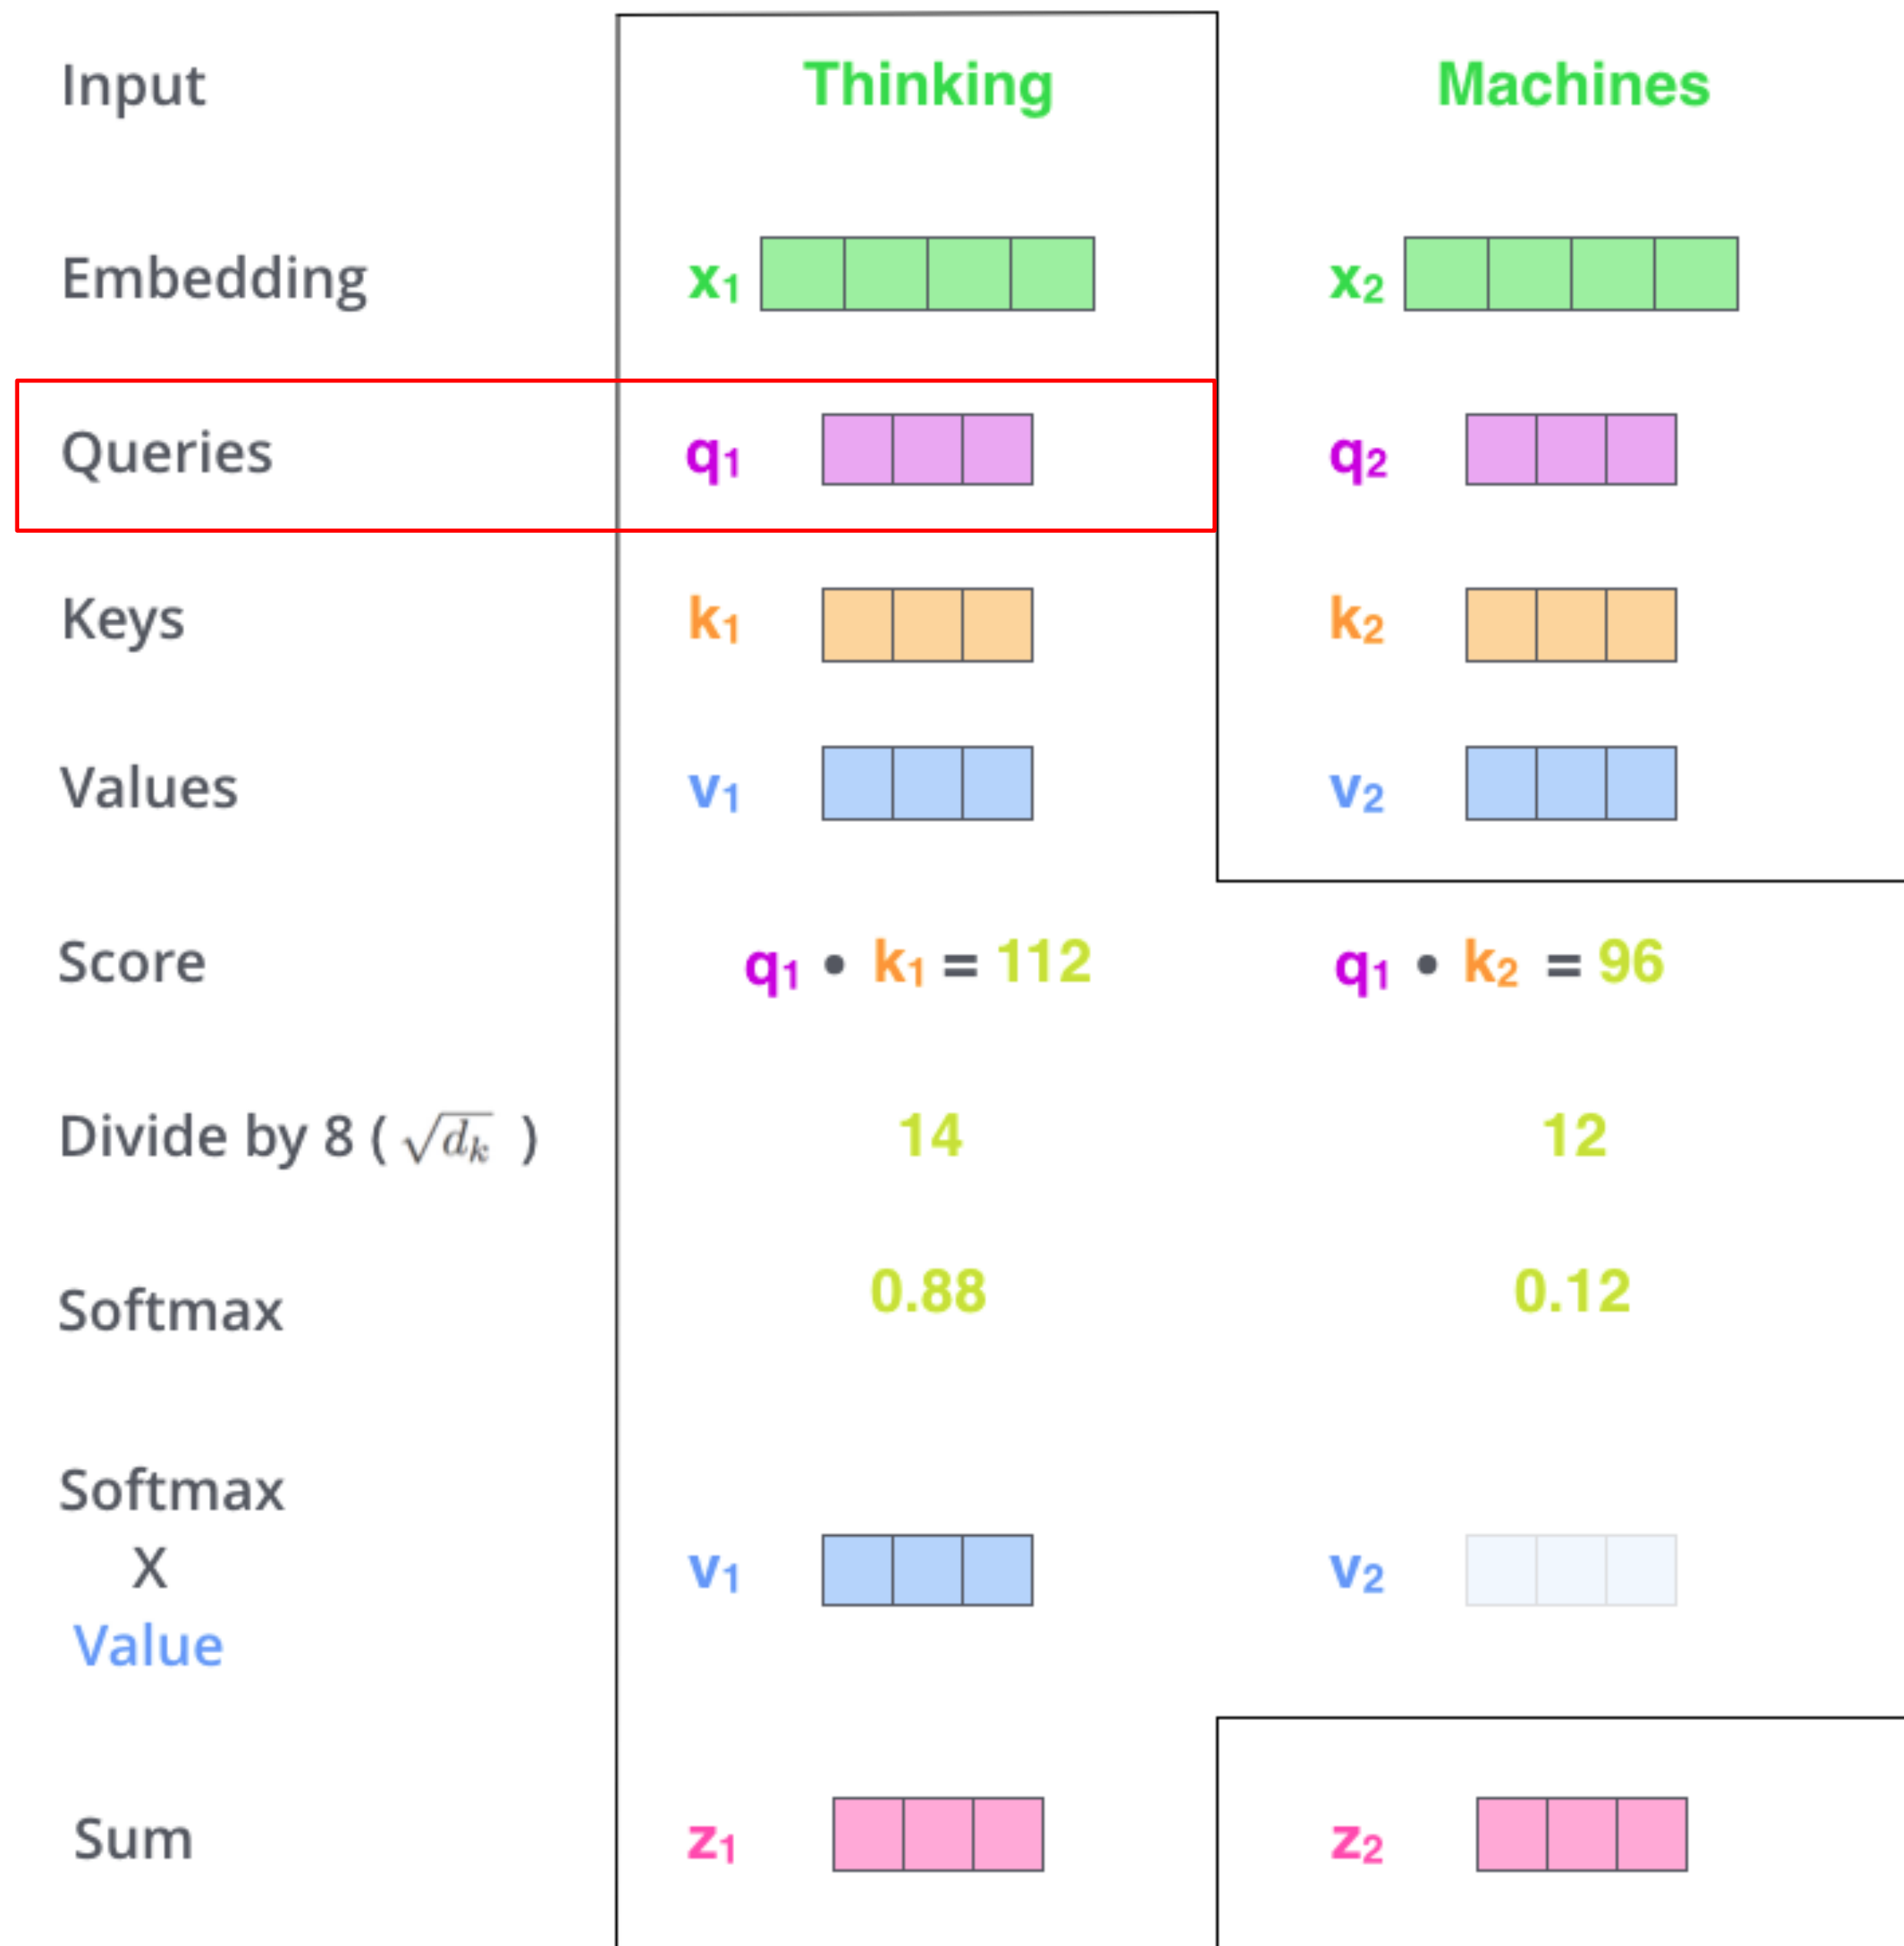 Input Thinking Machines
Embedding x₁ x₂
Queries q₁ q₂
Keys k₁ k₂
Values v₁ v₂
Score q₁ • k₁ = 112 q₁ • k₂ = 96
Divide by 8 ( √dₖ ) 14 12
Softmax 0.88 0.12
Softmax
X v₁ v₂
Value
Sum z₁ z₂